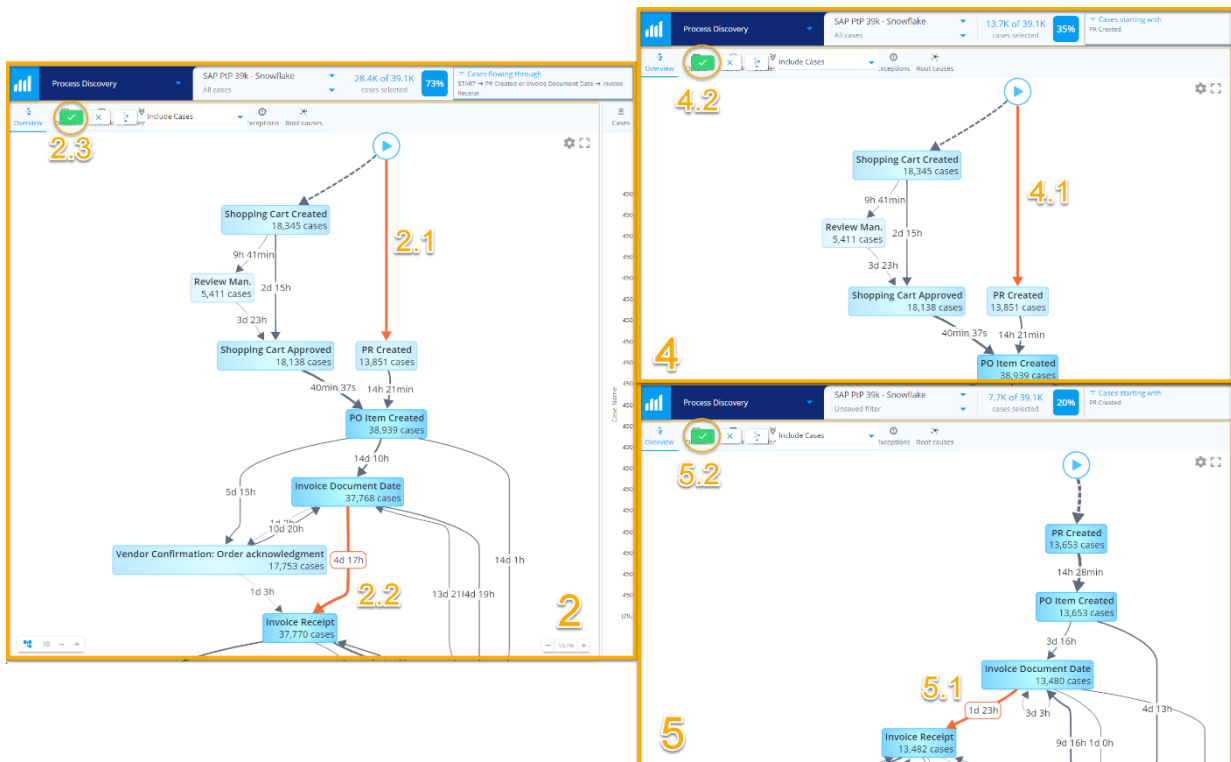 Process Discovery
SAP PtP 39k - Snowflake
All cases
28.4K of 39.1K
cases selected
73%
Cases flowing through
START → PR Created or Invoice Document Date → Invoice
Receipt
Overview
Include Cases
Root causes
Cases
2.3
Shopping Cart Created
18,345 cases
2.1
9h 41min
Review Man.
5,411 cases
2d 15h
3d 23h
Shopping Cart Approved
18,138 cases
PR Created
13,851 cases
40min 37s
14h 21min
PO Item Created
38,939 cases
Case Name
14d 10h
5d 15h
Invoice Document Date
37,768 cases
10d 20h
Vendor Confirmation: Order acknowledgment
17,753 cases
4d 17h
14d 1h
1d 3h
2.2
4d 19h
Invoice Receipt
37,770 cases
2
10 - +
- 167% +
Process Discovery
SAP PtP 39k - Snowflake
All cases
13.7K of 39.1K
cases selected
35%
Cases starting with
PR Created
Overview
Include Cases
Root causes
4.2
Shopping Cart Created
18,345 cases
4.1
9h 41min
Review Man.
5,411 cases
2d 15h
3d 23h
Shopping Cart Approved
18,138 cases
PR Created
13,851 cases
40min 37s
14h 21min
4
PO Item Created
38,939 cases
Process Discovery
SAP PtP 39k - Snowflake
Unsaved filter
7.7K of 39.1K
cases selected
20%
Cases starting with
PR Created
Overview
Include Cases
Root causes
5.2
PR Created
13,653 cases
14h 28min
PO Item Created
13,653 cases
3d 16h
Invoice Document Date
13,480 cases
5.1
1d 23h
3d 3h
4d 13h
Invoice Receipt
13,482 cases
9d 16h
1d 0h
5